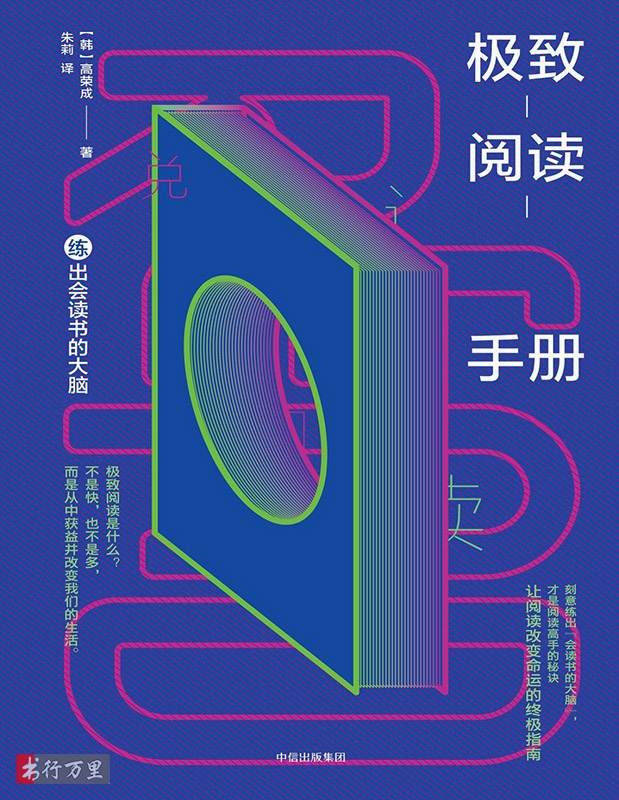 极致
阅读
手册
【韩】高荣成——著
朱莉 译
练出会读书的大脑
兑
讠
卖
极致阅读是什么？
不是快，也不是多，
而是从中获益并改变我们的生活。
刻意练出“会读书的大脑”，
才是阅读高手的秘诀
让阅读改变命运的终极指南
中信出版集团
书行万里